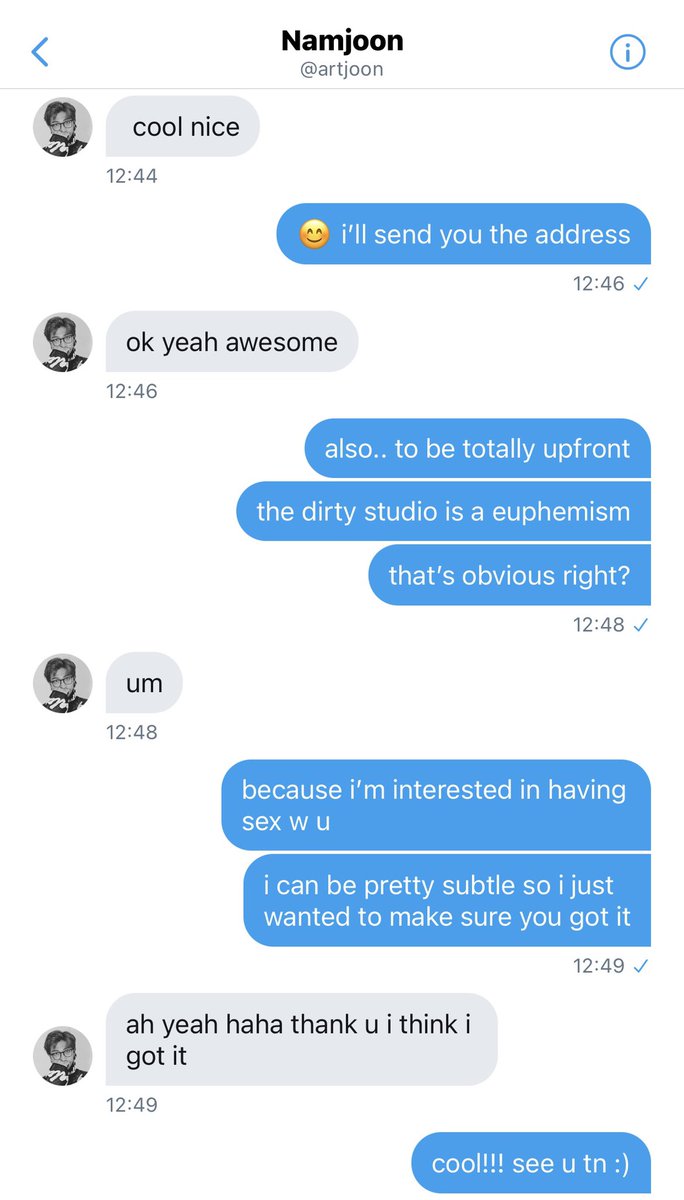 Namjoon
@artjoon
cool nice
12:44
😊 i'll send you the address
12:46 ✓
ok yeah awesome
12:46
also.. to be totally upfront
the dirty studio is a euphemism
that's obvious right?
12:48 ✓
um
12:48
because i'm interested in having
sex w u
i can be pretty subtle so i just
wanted to make sure you got it
12:49 ✓
ah yeah haha thank u i think i
got it
12:49
cool!!! see u tn :)